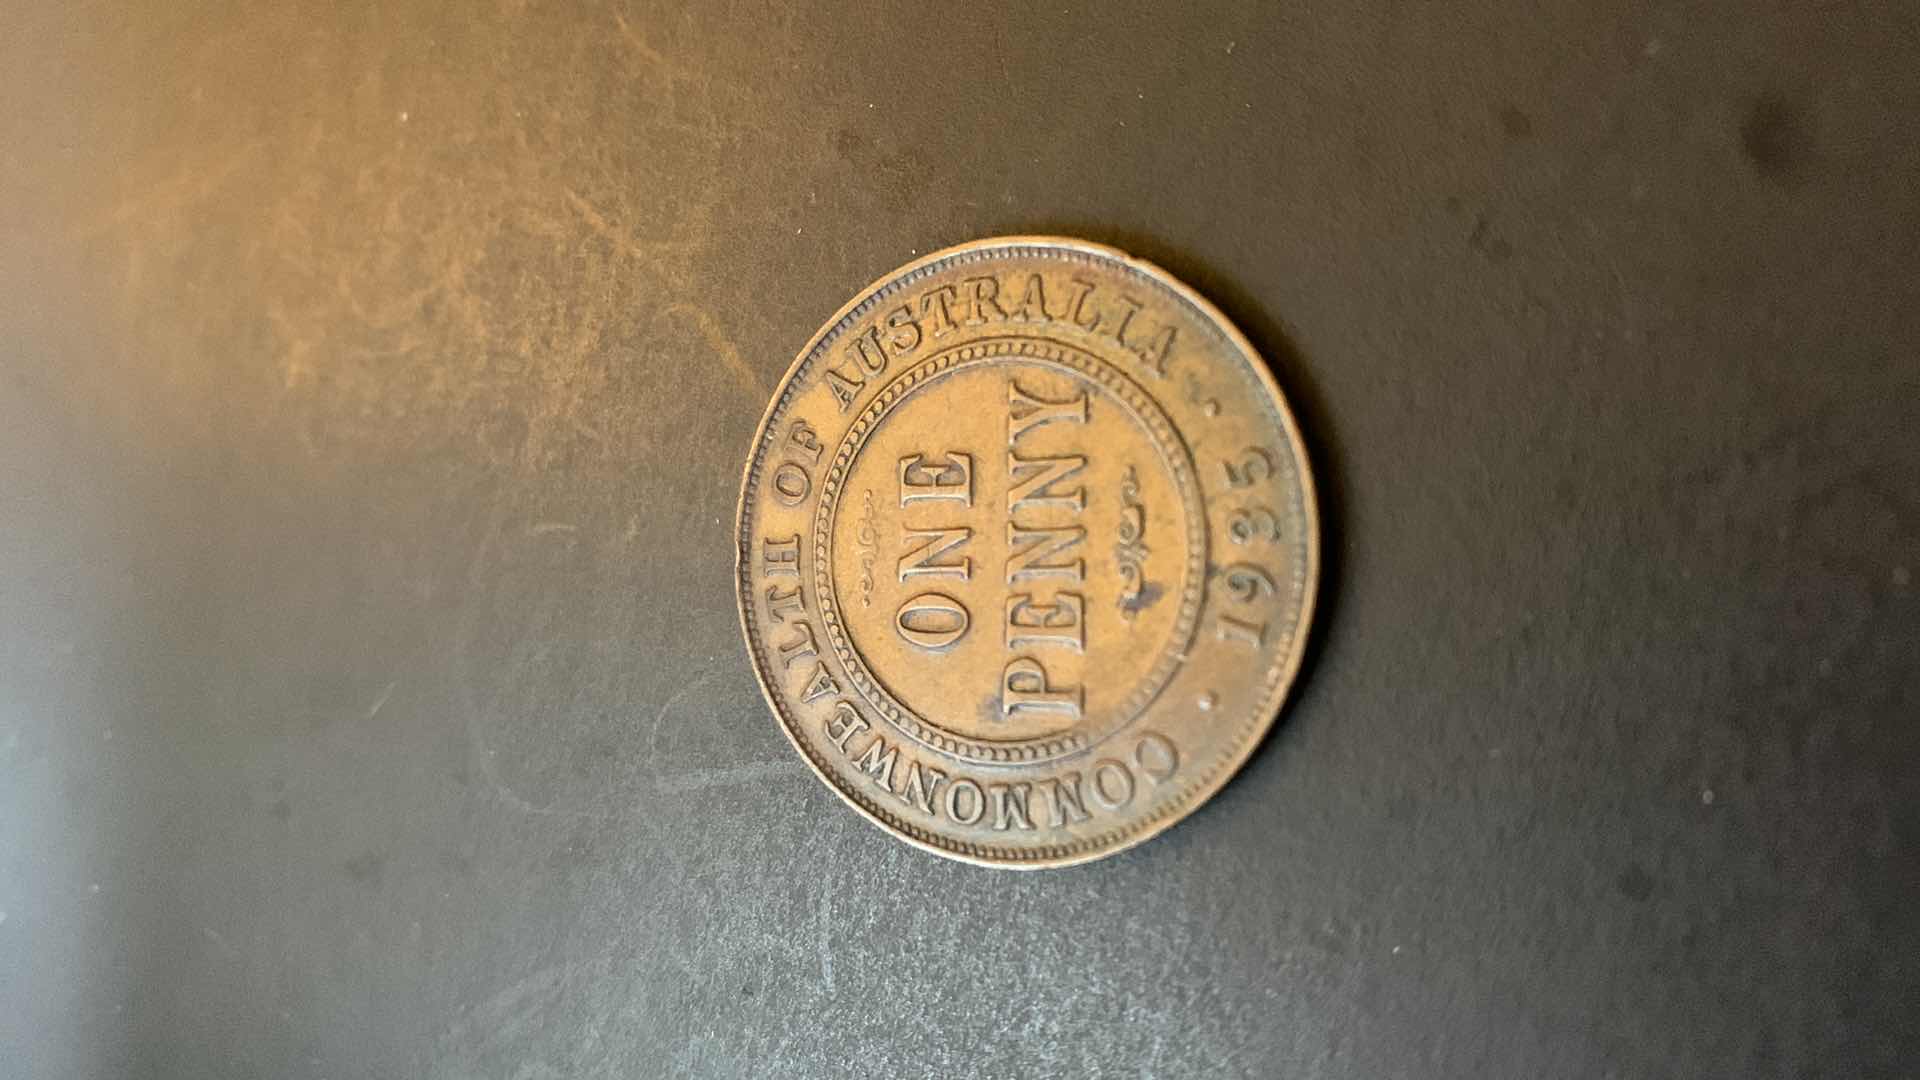 COMMONWEALTH OF AUSTRALIA
ONE
PENNY
· 1935 ·